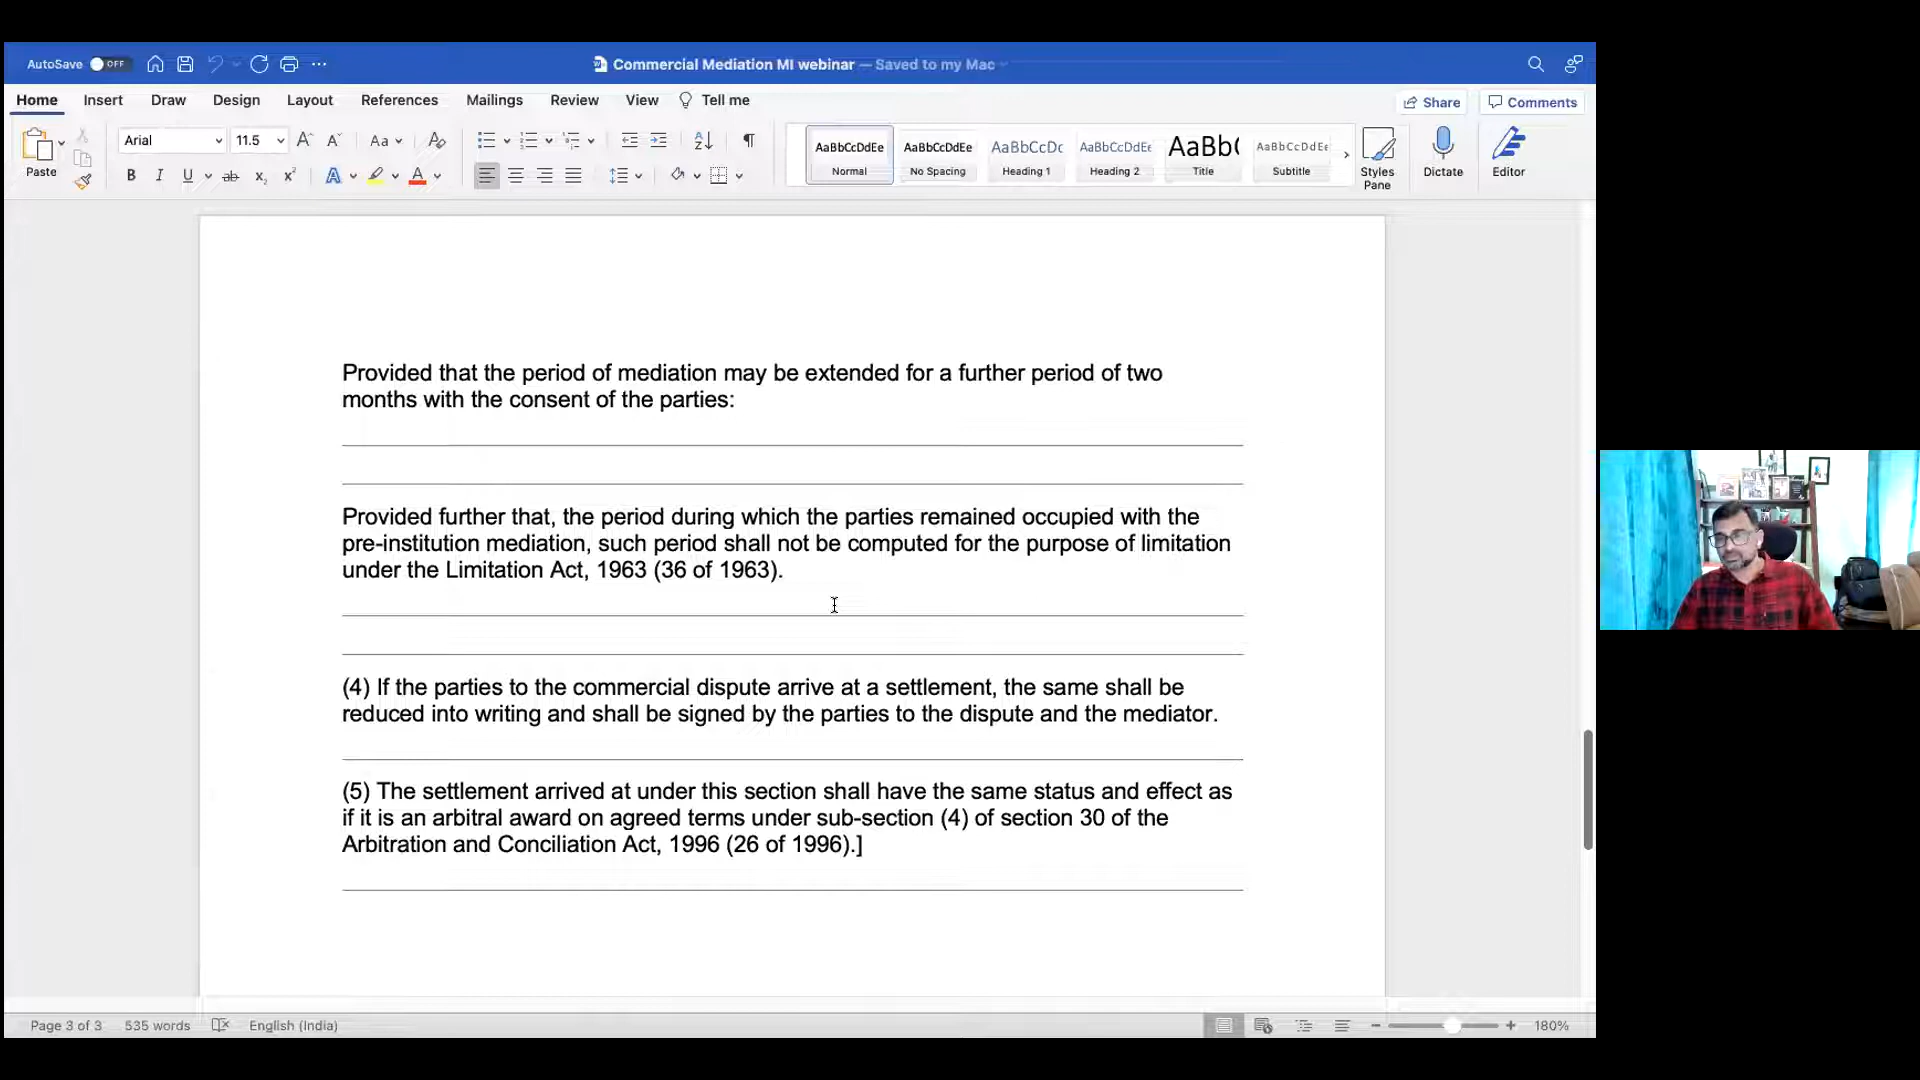 AutoSave OFF
Commercial Mediation MI webinar — Saved to my Mac
Home Insert Draw Design Layout References Mailings Review View Tell me
Share Comments
Paste
Arial 11.5
AaBbCcDdEe Normal
AaBbCcDdEe No Spacing
AaBbCcDc Heading 1
AaBbCcDdEe Heading 2
AaBb( Title
AaBbCcDdEe Subtitle
Styles Pane
Dictate
Editor
Provided that the period of mediation may be extended for a further period of two
months with the consent of the parties:
Provided further that, the period during which the parties remained occupied with the
pre-institution mediation, such period shall not be computed for the purpose of limitation
under the Limitation Act, 1963 (36 of 1963).
(4) If the parties to the commercial dispute arrive at a settlement, the same shall be
reduced into writing and shall be signed by the parties to the dispute and the mediator.
(5) The settlement arrived at under this section shall have the same status and effect as
if it is an arbitral award on agreed terms under sub-section (4) of section 30 of the
Arbitration and Conciliation Act, 1996 (26 of 1996).]
Page 3 of 3 535 words English (India) 180%